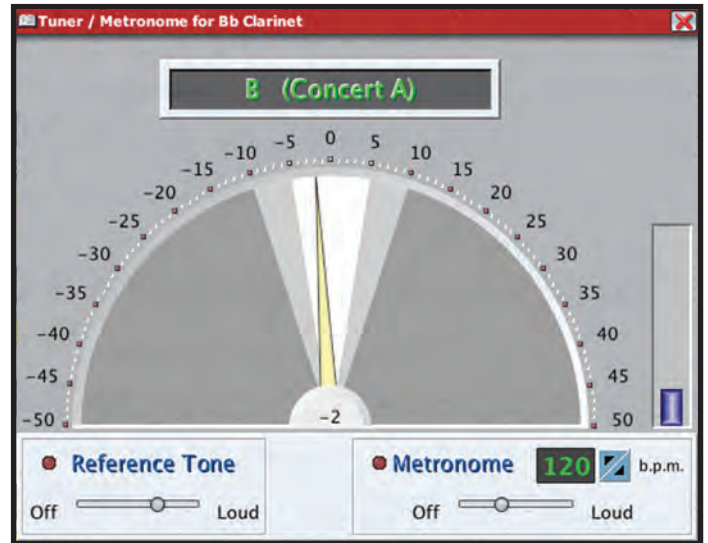 Tuner / Metronome for Bb Clarinet
B (Concert A)
-50 -45 -40 -35 -30 -25 -20 -15 -10 -5 0 5 10 15 20 25 30 35 40 45 50
-2
Reference Tone
Off Loud
Metronome 120 b.p.m.
Off Loud